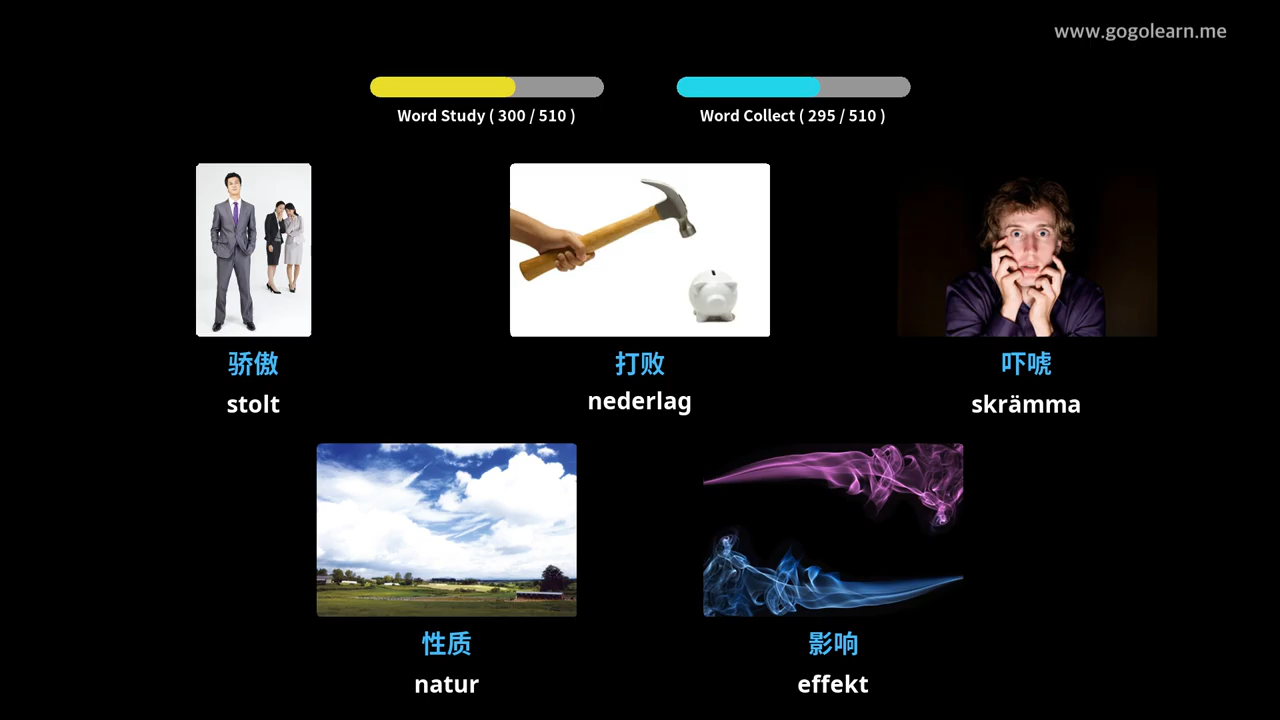 www.gogolearn.me
Word Study ( 300 / 510 )
Word Collect ( 295 / 510 )
骄傲
stolt
打败
nederlag
吓唬
skrämma
性质
natur
影响
effekt